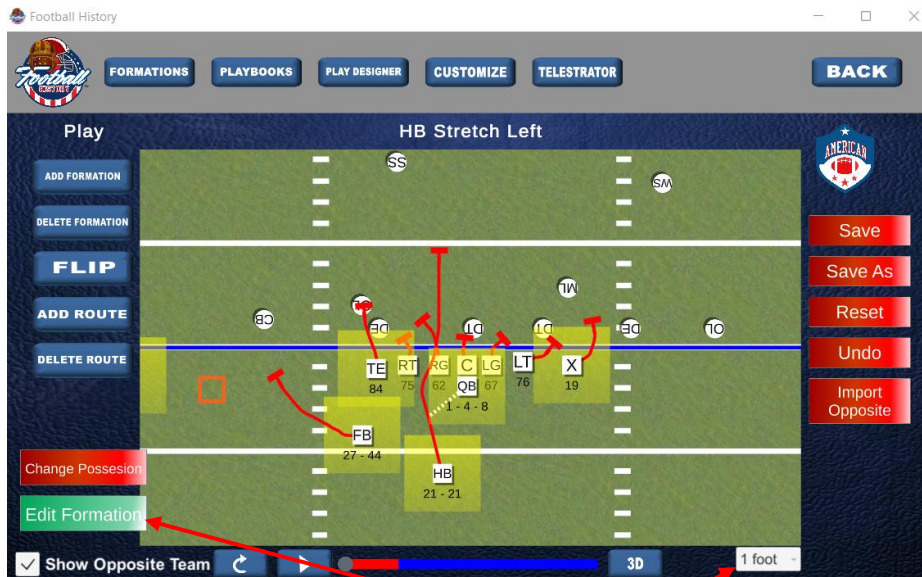 Football History
Football
HISTORY
FORMATIONS
PLAYBOOKS
PLAY DESIGNER
CUSTOMIZE
TELESTRATOR
BACK
Play
HB Stretch Left
AMERICAN
ADD FORMATION
DELETE FORMATION
FLIP
ADD ROUTE
DELETE ROUTE
Save
Save As
Reset
Undo
Import
Opposite
SS
WS
ML
CB
DE
DT
DT
DE
OL
TE
RT
RG
C
LG
LT
X
84
75
62
QB
67
76
19
1 - 4 - 8
FB
27 - 44
HB
21 - 21
Change Possesion
Edit Formation
Show Opposite Team
3D
1 foot